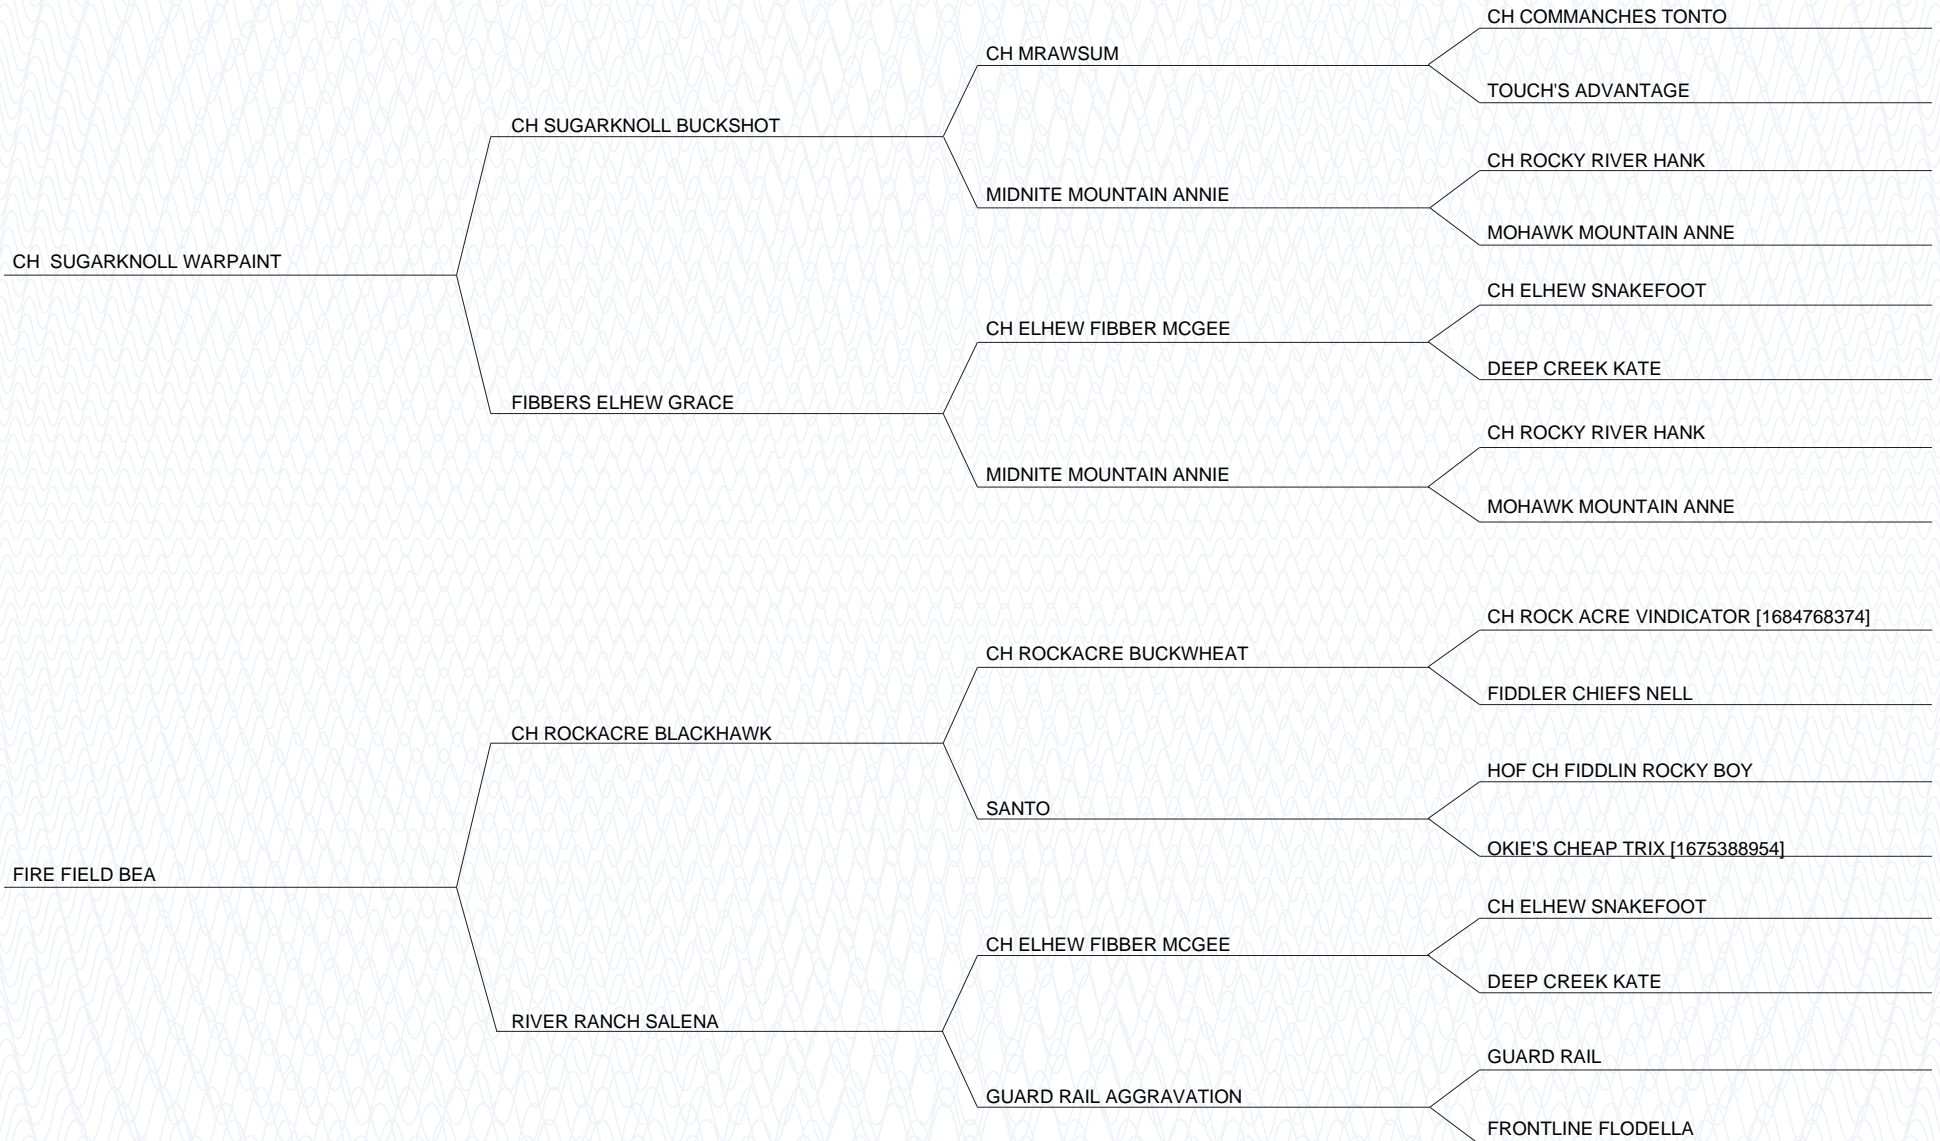 CH COMMANCHES TONTO
CH MRAWSUM
TOUCH'S ADVANTAGE
CH SUGARKNOLL BUCKSHOT
CH ROCKY RIVER HANK
MIDNITE MOUNTAIN ANNIE
MOHAWK MOUNTAIN ANNE
CH  SUGARKNOLL WARPAINT
CH ELHEW SNAKEFOOT
CH ELHEW FIBBER MCGEE
DEEP CREEK KATE
FIBBERS ELHEW GRACE
CH ROCKY RIVER HANK
MIDNITE MOUNTAIN ANNIE
MOHAWK MOUNTAIN ANNE
CH ROCK ACRE VINDICATOR [1684768374]
CH ROCKACRE BUCKWHEAT
FIDDLER CHIEFS NELL
CH ROCKACRE BLACKHAWK
HOF CH FIDDLIN ROCKY BOY
SANTO
OKIE'S CHEAP TRIX [1675388954]
FIRE FIELD BEA
CH ELHEW SNAKEFOOT
CH ELHEW FIBBER MCGEE
DEEP CREEK KATE
RIVER RANCH SALENA
GUARD RAIL
GUARD RAIL AGGRAVATION
FRONTLINE FLODELLA